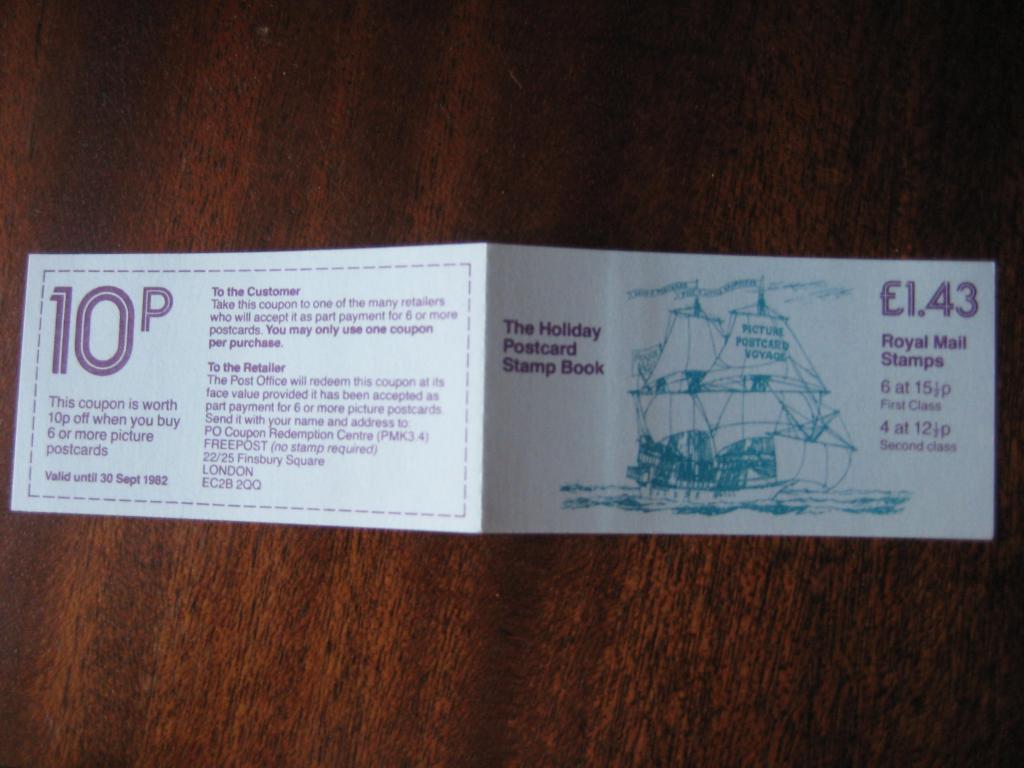 10P
This coupon is worth
10p off when you buy
6 or more picture
postcards
Valid until 30 Sept 1982
To the Customer
Take this coupon to one of the many retailers
who will accept it as part payment for 6 or more
postcards. You may only use one coupon
per purchase.
To the Retailer
The Post Office will redeem this coupon at its
face value provided it has been accepted as
part payment for 6 or more picture postcards.
Send it with your name and address to:
PO Coupon Redemption Centre (PMK3.4)
FREEPOST (no stamp required)
22/25 Finsbury Square
LONDON
EC2B 2QQ
The Holiday
Postcard
Stamp Book
PICTURE
POSTCARD
VOYAGE
£1.43
Royal Mail
Stamps
6 at 15½p
First Class
4 at 12½p
Second class